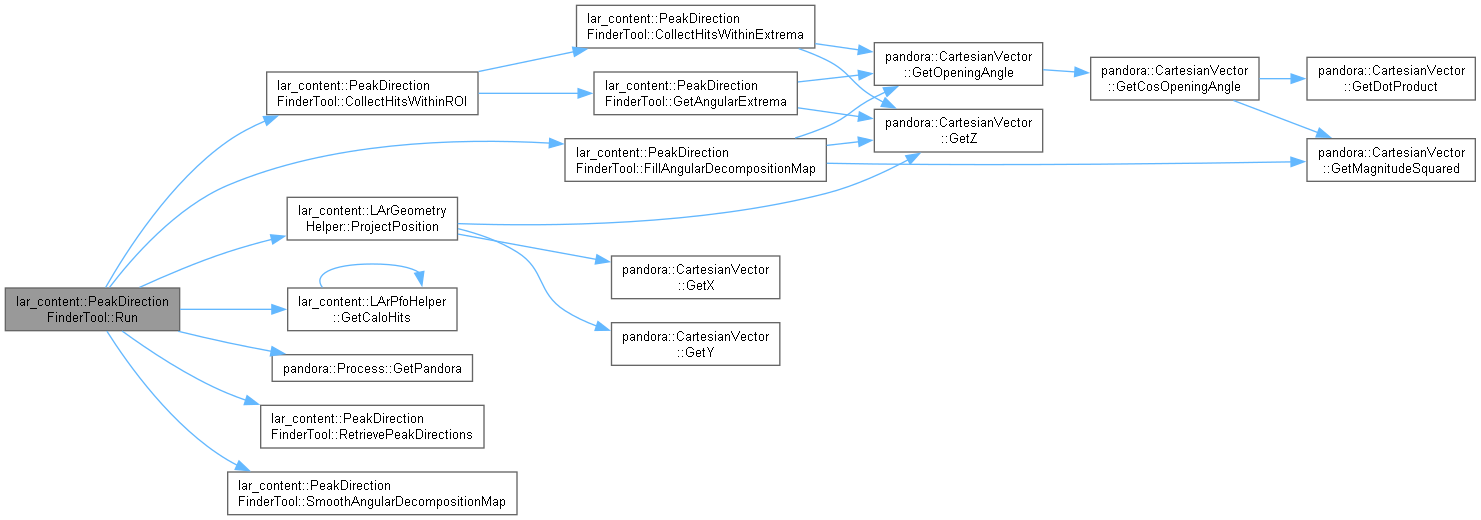 lar_content::PeakDirection
FinderTool::Run
lar_content::PeakDirection
FinderTool::CollectHitsWithinROI
lar_content::PeakDirection
FinderTool::CollectHitsWithinExtrema
lar_content::PeakDirection
FinderTool::GetAngularExtrema
lar_content::PeakDirection
FinderTool::FillAngularDecompositionMap
pandora::CartesianVector
::GetOpeningAngle
pandora::CartesianVector
::GetZ
pandora::CartesianVector
::GetCosOpeningAngle
pandora::CartesianVector
::GetDotProduct
pandora::CartesianVector
::GetMagnitudeSquared
lar_content::LArGeometry
Helper::ProjectPosition
pandora::CartesianVector
::GetX
pandora::CartesianVector
::GetY
lar_content::LArPfoHelper
::GetCaloHits
pandora::Process::GetPandora
lar_content::PeakDirection
FinderTool::RetrievePeakDirections
lar_content::PeakDirection
FinderTool::SmoothAngularDecompositionMap